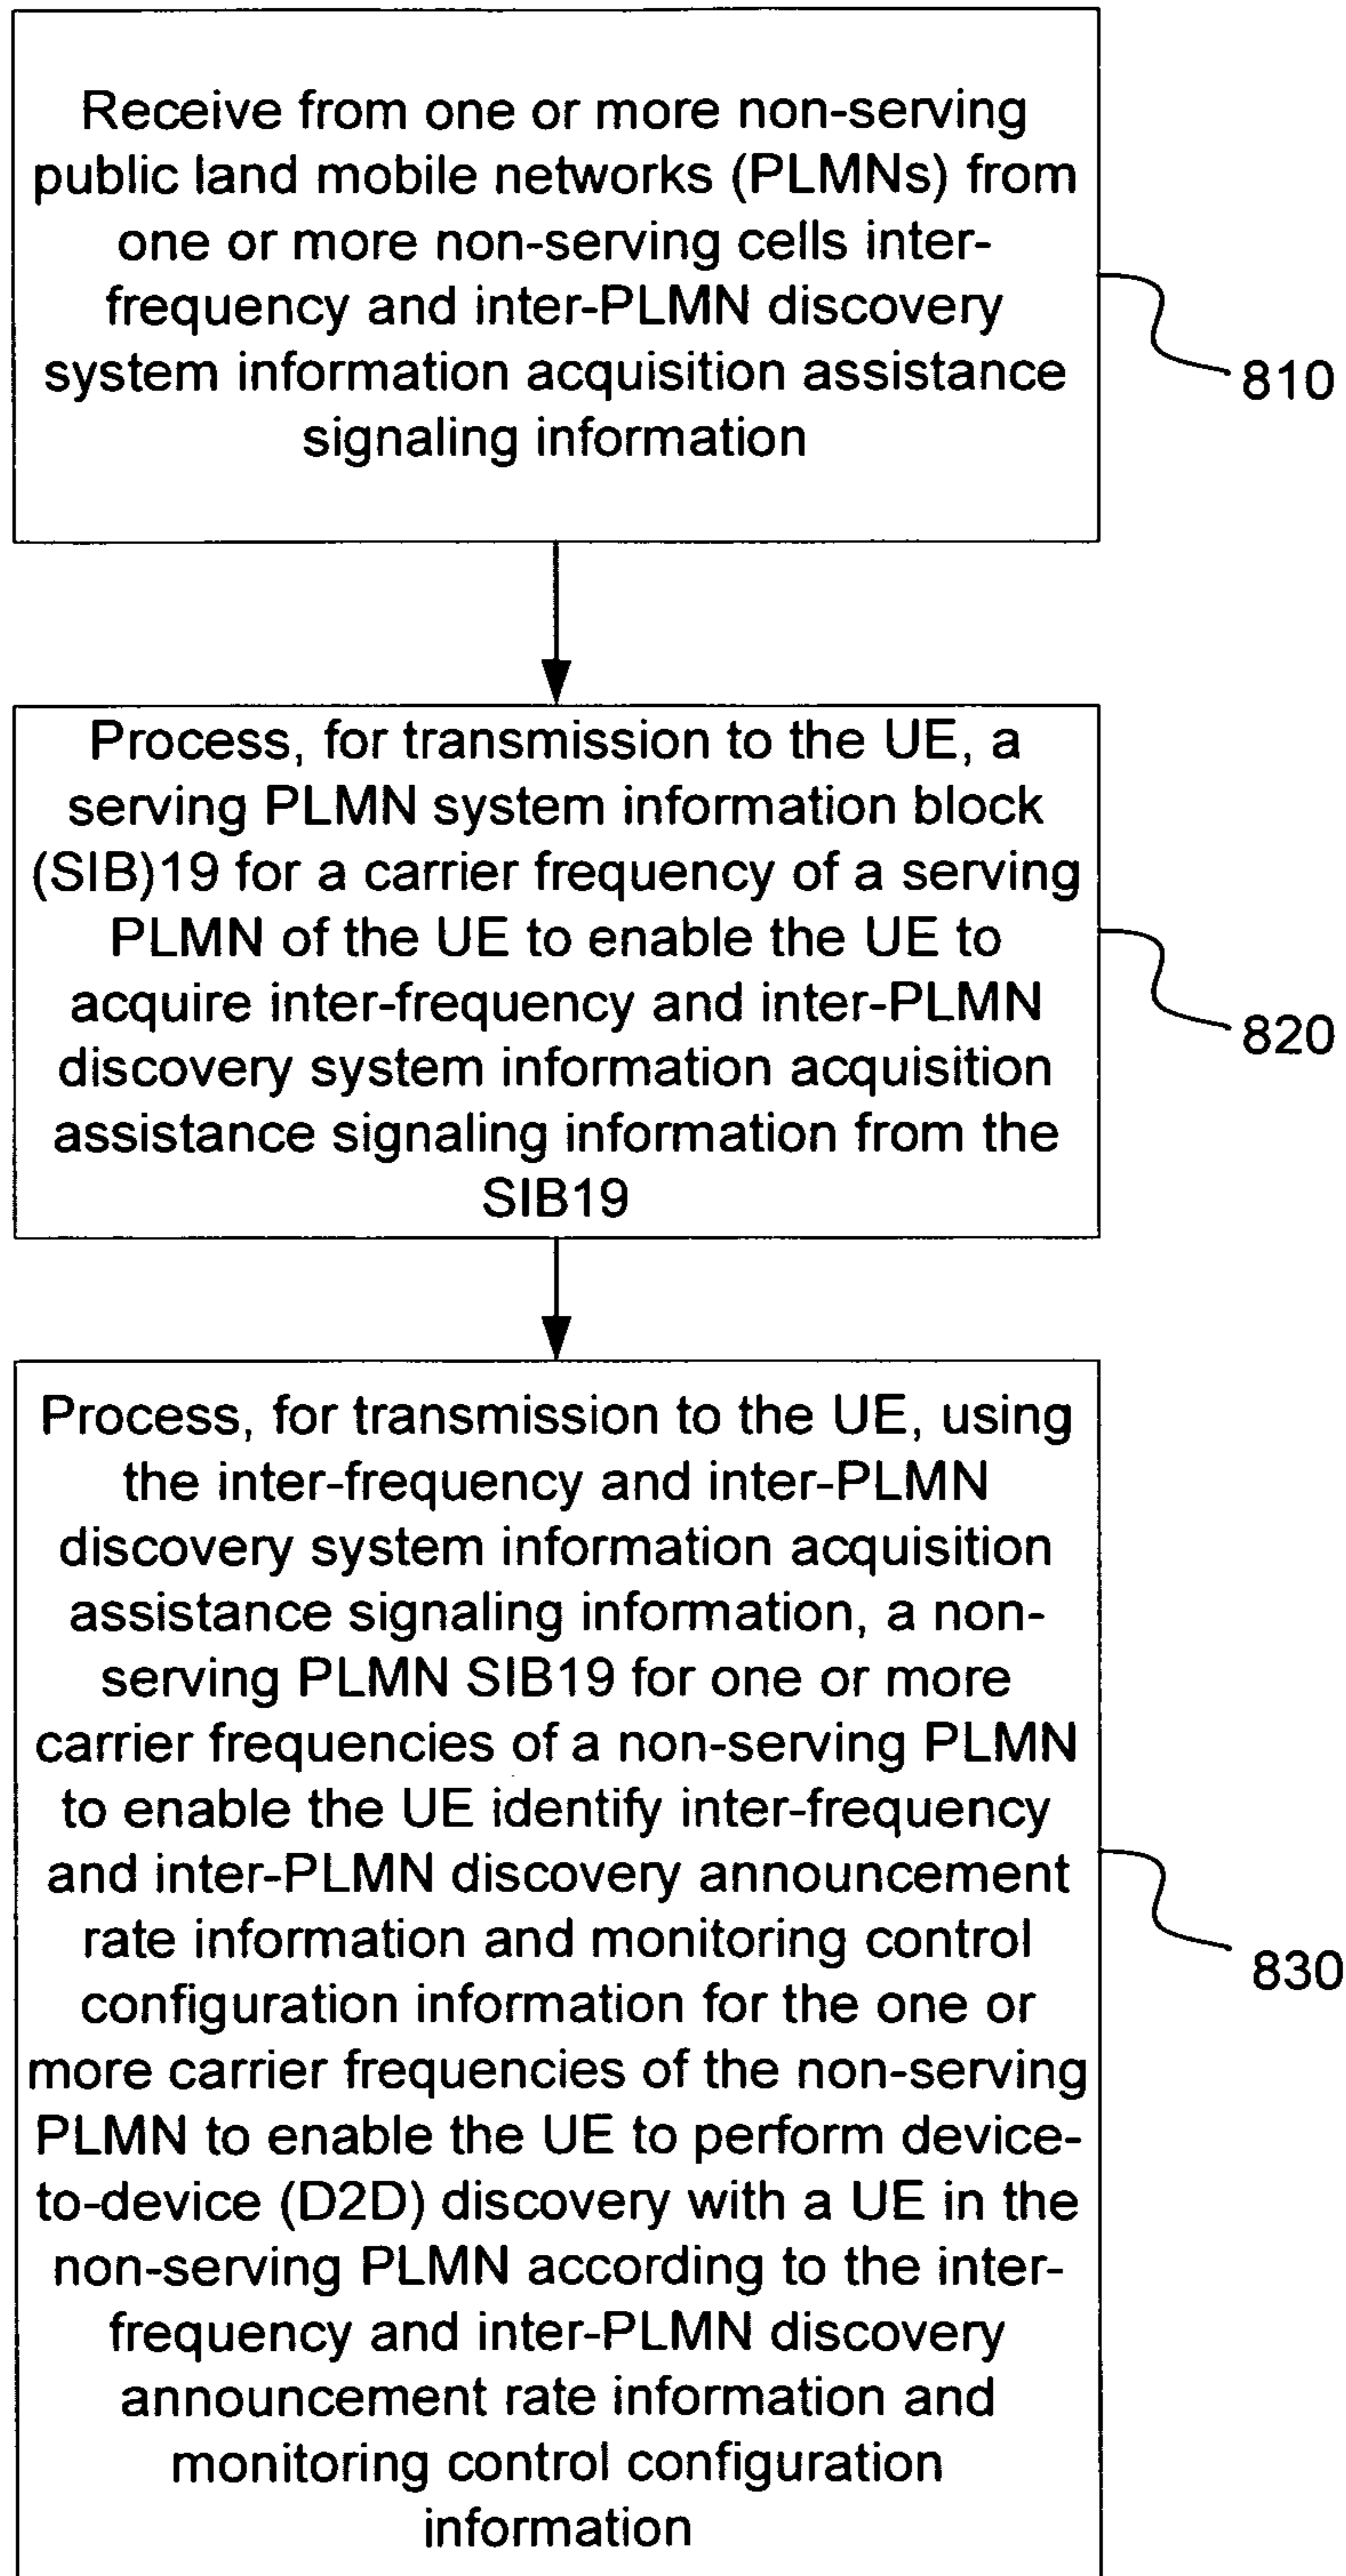 Receive from one or more non-serving
public land mobile networks (PLMNs) from
one or more non-serving cells inter-
frequency and inter-PLMN discovery
system information acquisition assistance
signaling information
810
Process, for transmission to the UE, a
serving PLMN system information block
(SIB)19 for a carrier frequency of a serving
PLMN of the UE to enable the UE to
acquire inter-frequency and inter-PLMN
discovery system information acquisition
assistance signaling information from the
SIB19
820
Process, for transmission to the UE, using
the inter-frequency and inter-PLMN
discovery system information acquisition
assistance signaling information, a non-
serving PLMN SIB19 for one or more
carrier frequencies of a non-serving PLMN
to enable the UE identify inter-frequency
and inter-PLMN discovery announcement
rate information and monitoring control
configuration information for the one or
more carrier frequencies of the non-serving
PLMN to enable the UE to perform device-
to-device (D2D) discovery with a UE in the
non-serving PLMN according to the inter-
frequency and inter-PLMN discovery
announcement rate information and
monitoring control configuration
information
830